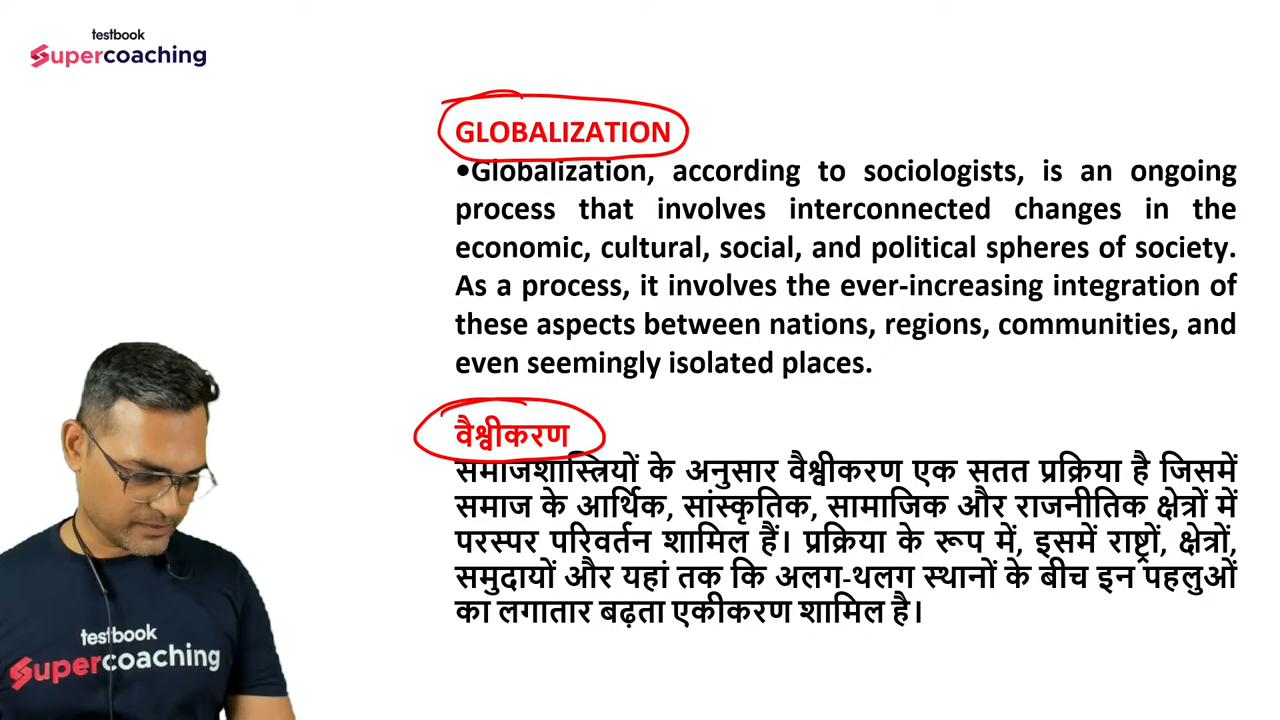 testbook
Supercoaching
GLOBALIZATION
•Globalization, according to sociologists, is an ongoing
process that involves interconnected changes in the
economic, cultural, social, and political spheres of society.
As a process, it involves the ever-increasing integration of
these aspects between nations, regions, communities, and
even seemingly isolated places.
वैश्वीकरण
समाजशास्त्रियों के अनुसार वैश्वीकरण एक सतत प्रक्रिया है जिसमें
समाज के आर्थिक, सांस्कृतिक, सामाजिक और राजनीतिक क्षेत्रों में
परस्पर परिवर्तन शामिल हैं। प्रक्रिया के रूप में, इसमें राष्ट्रों, क्षेत्रों,
समुदायों और यहां तक कि अलग-थलग स्थानों के बीच इन पहलुओं
का लगातार बढ़ता एकीकरण शामिल है।
testbook
Supercoaching